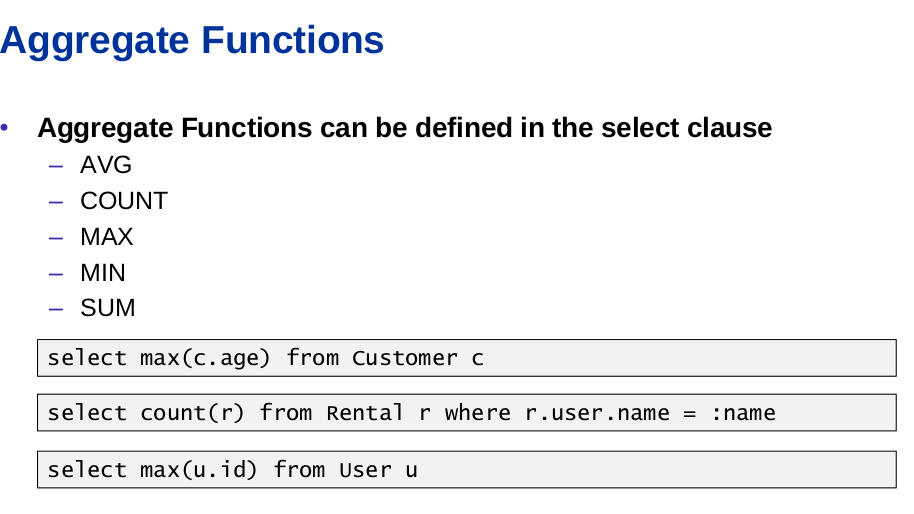 Aggregate Functions
• Aggregate Functions can be defined in the select clause
– AVG
– COUNT
– MAX
– MIN
– SUM
select max(c.age) from Customer c
select count(r) from Rental r where r.user.name = :name
select max(u.id) from User u